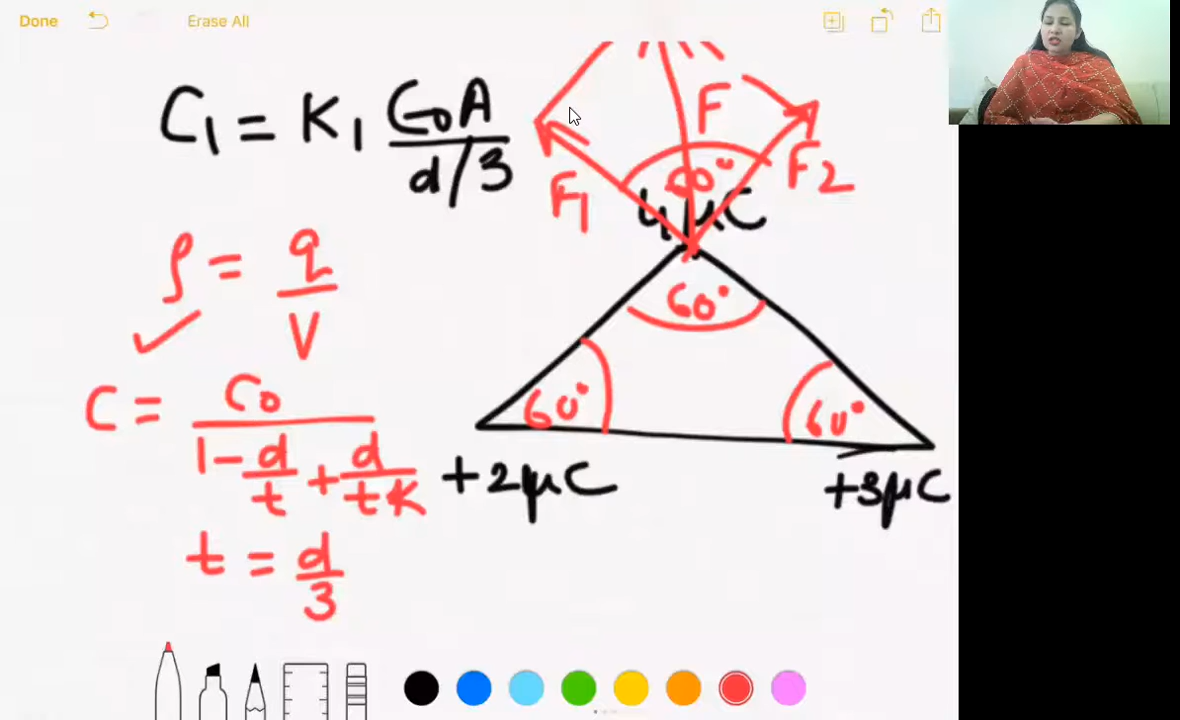 Done
Erase All
C₁ = K₁ ε₀A
d/3
F
F₁
60°
F₂
4μC
ρ = q
V
60°
C = C₀
1 - d/t + d/tK
60°
60°
+2μC
+3μC
t = d
3